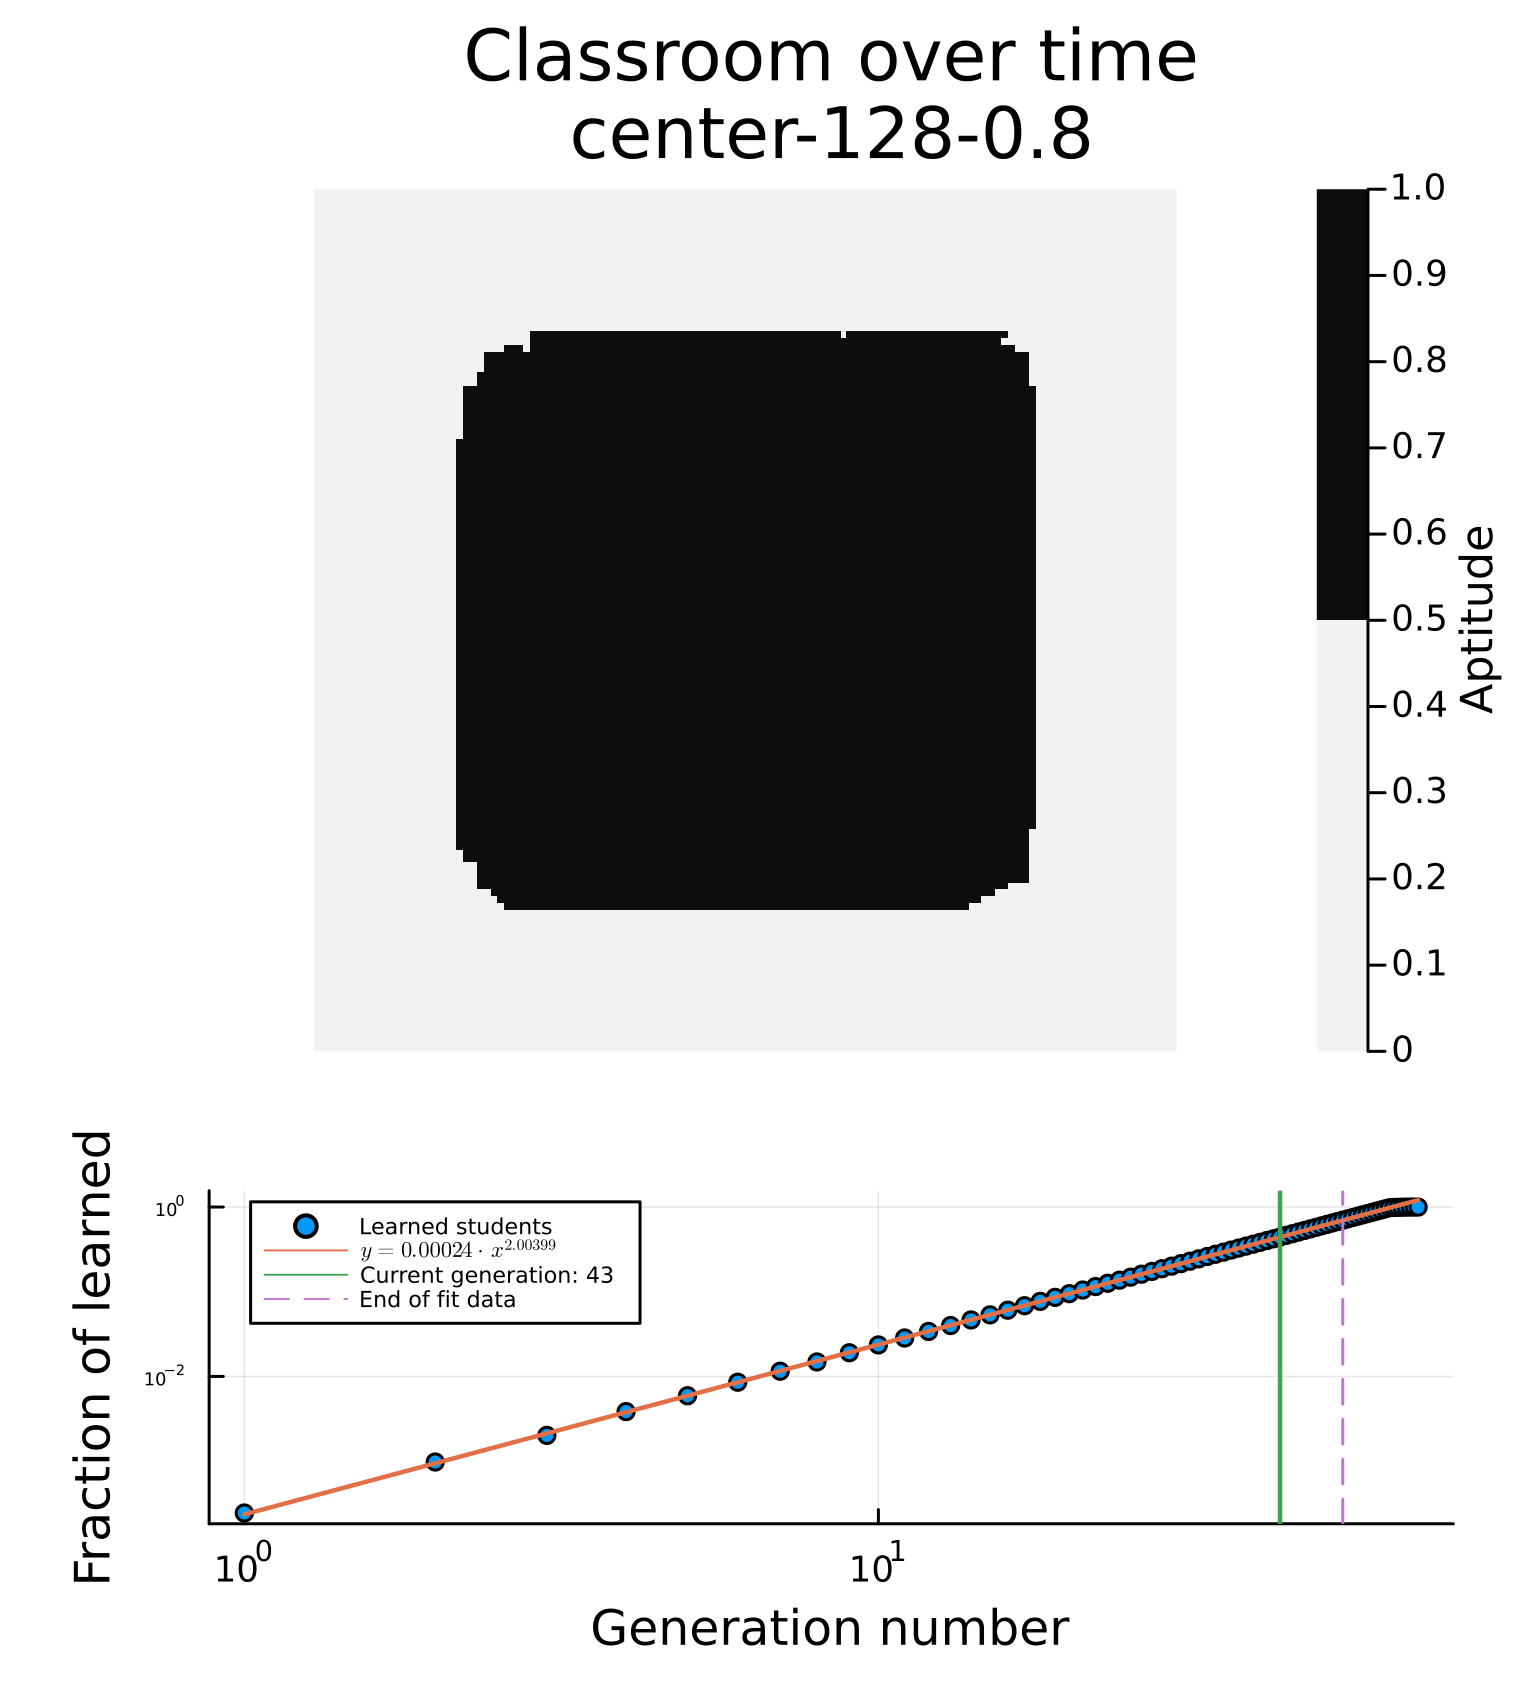 Classroom over time
center-128-0.8
1.0
0.9
0.8
0.7
0.6
0.5
0.4
0.3
0.2
0.1
0
Aptitude
Fraction of learned
10⁰
10⁻²
Learned students
y = 0.00024 · x^2.00399
Current generation: 43
End of fit data
10⁰
10¹
Generation number